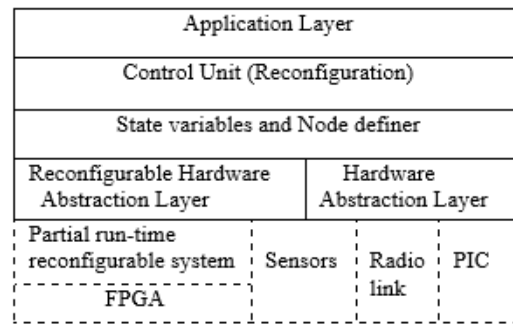 Application Layer
Control Unit (Reconfiguration)
State variables and Node definer
Reconfigurable Hardware
Abstraction Layer
Hardware
Abstraction Layer
Partial run-time
reconfigurable system
FPGA
Sensors
Radio
link
PIC